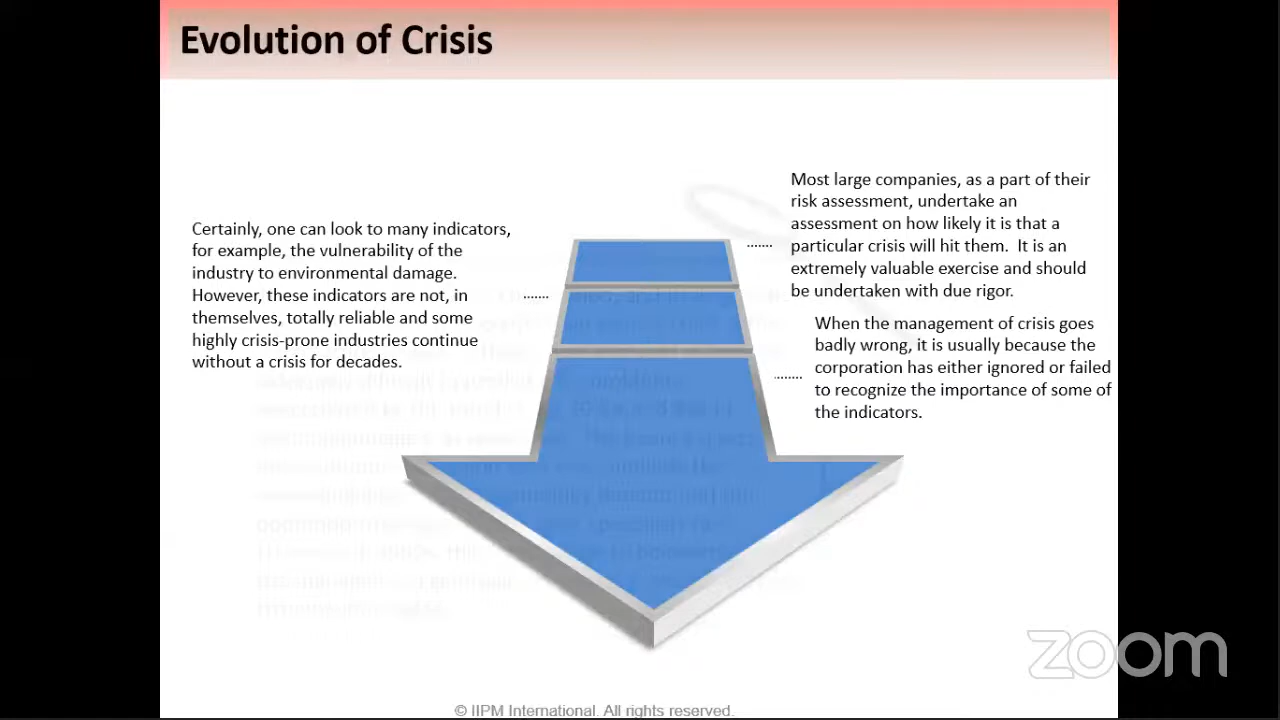 Evolution of Crisis
Most large companies, as a part of their
risk assessment, undertake an
assessment on how likely it is that a
particular crisis will hit them. It is an
extremely valuable exercise and should
be undertaken with due rigor.
Certainly, one can look to many indicators,
for example, the vulnerability of the
industry to environmental damage.
However, these indicators are not, in
themselves, totally reliable and some
highly crisis-prone industries continue
without a crisis for decades.
When the management of crisis goes
badly wrong, it is usually because the
corporation has either ignored or failed
to recognize the importance of some of
the indicators.
zoom
© IIPM International. All rights reserved.